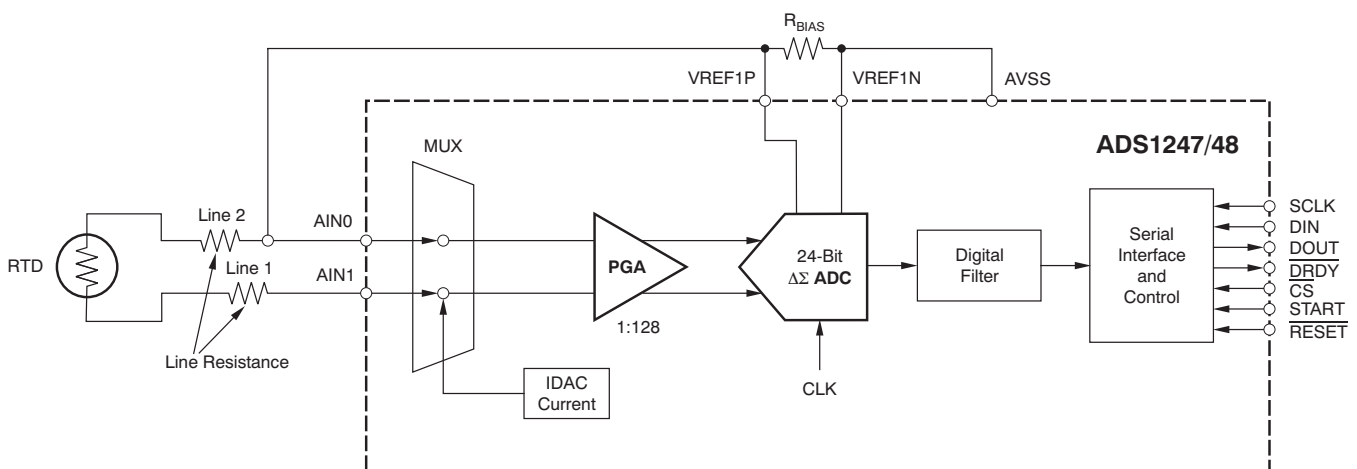 RBIAS
VREF1P
VREF1N
AVSS
MUX
ADS1247/48
RTD
Line 2
AIN0
Line 1
AIN1
Line Resistance
PGA
1:128
IDAC
Current
24-Bit
ΔΣ ADC
CLK
Digital
Filter
Serial
Interface
and
Control
SCLK
DIN
DOUT
DRDY
CS
START
RESET